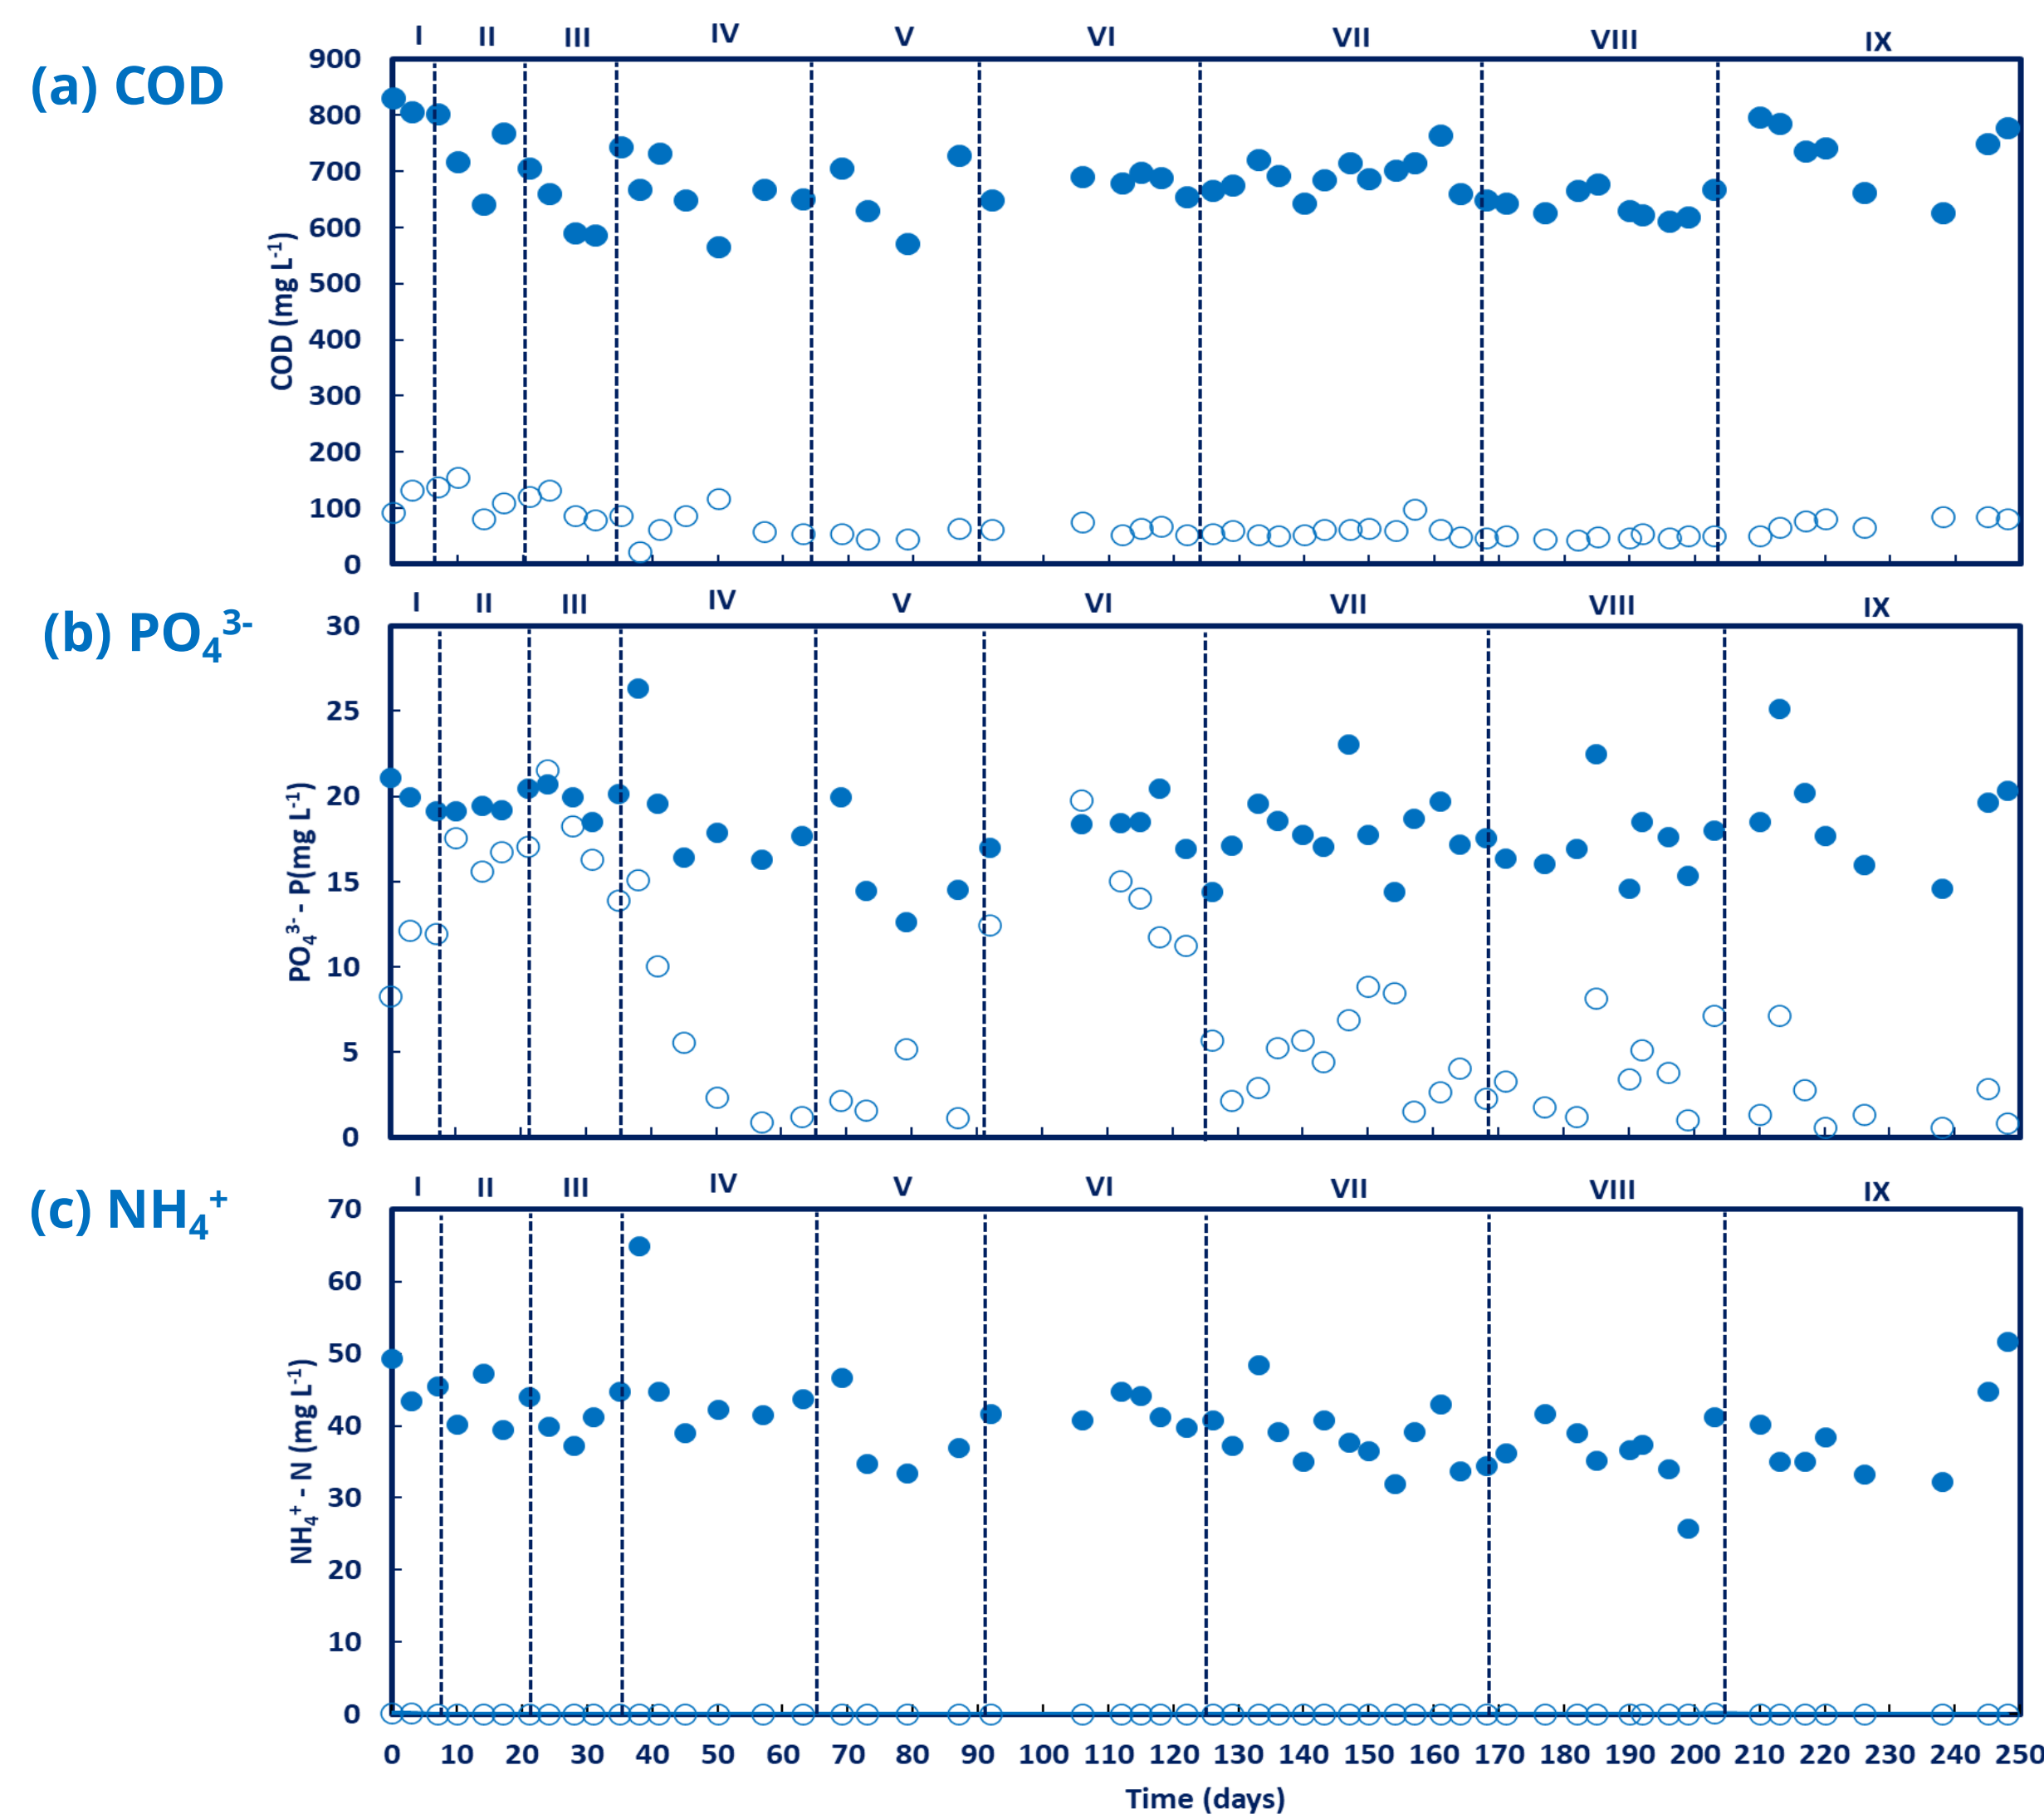 I II III IV V VI VII VIII IX
(a) COD
900
800
700
600
500
400
300
200
100
0
COD (mg L-1)
I II III IV V VI VII VIII IX
(b) PO43-
30
25
20
15
10
5
0
PO43- - P(mg L-1)
I II III IV V VI VII VIII IX
(c) NH4+
70
60
50
40
30
20
10
0
NH4+ - N (mg L-1)
0 10 20 30 40 50 60 70 80 90 100 110 120 130 140 150 160 170 180 190 200 210 220 230 240 250
Time (days)